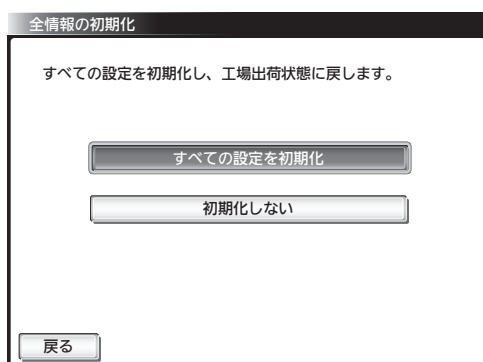 全情報の初期化
すべての設定を初期化し、工場出荷状態に戻します。
すべての設定を初期化
初期化しない
戻る